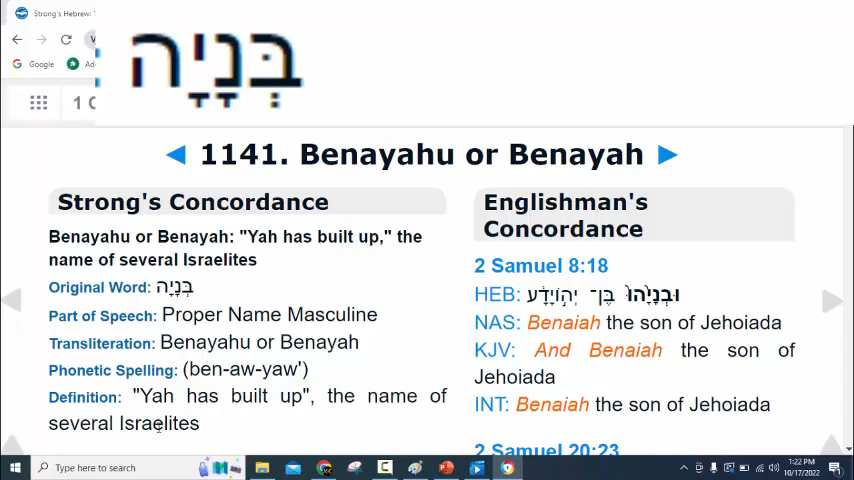 Strong's Hebrew:
Google
1
בְּנָיָה
◄ 1141. Benayahu or Benayah ►
Strong's Concordance
Benayahu or Benayah: "Yah has built up," the
name of several Israelites
Original Word: בְּנָיָה
Part of Speech: Proper Name Masculine
Transliteration: Benayahu or Benayah
Phonetic Spelling: (ben-aw-yaw')
Definition: "Yah has built up", the name of
several Israelites
Englishman's
Concordance
2 Samuel 8:18
HEB: וּבְנָיָ֙הוּ֙ בֶּן־ יְה֣וֹיָדָ֔ע
NAS: Benaiah the son of Jehoiada
KJV: And Benaiah the son of
Jehoiada
INT: Benaiah the son of Jehoiada
2 Samuel 20:23
Type here to search
1:22 PM
10/17/2022